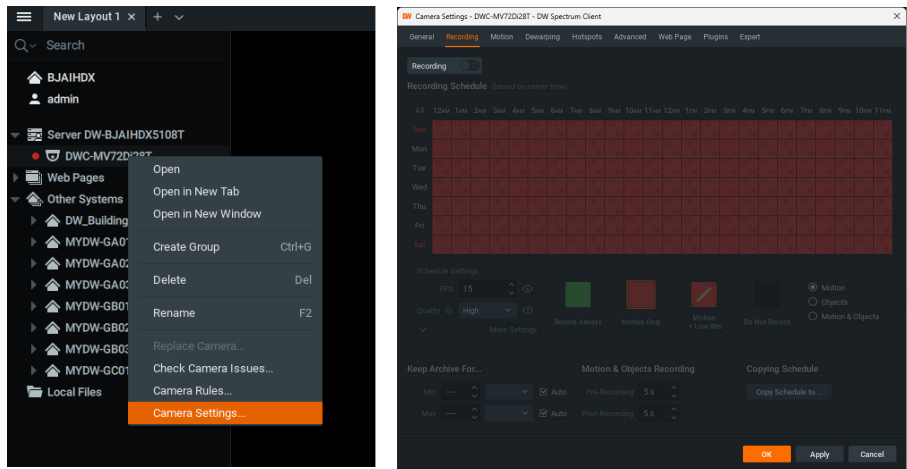 New Layout 1
Search
BJAIHDX
admin
Server DW-BJAIHDX5108T
DWC-MV72Di28T
Web Pages
Other Systems
DW_Building
MYDW-GA01
MYDW-GA02
MYDW-GA03
MYDW-GB01
MYDW-GB02
MYDW-GB03
MYDW-GC01
Local Files
Open
Open in New Tab
Open in New Window
Create Group Ctrl+G
Delete Del
Rename F2
Replace Camera...
Check Camera Issues...
Camera Rules...
Camera Settings...
DW Camera Settings - DWC-MV72Di28T - DW Spectrum Client
General Recording Motion Dewarping Hotspots Advanced Web Page Plugins Expert
Recording
Recording Schedule (based on server time)
All 12AM 1AM 2AM 3AM 4AM 5AM 6AM 7AM 8AM 9AM 10AM 11AM 12PM 1PM 2PM 3PM 4PM 5PM 6PM 7PM 8PM 9PM 10PM 11PM
Sun
Mon
Tue
Wed
Thu
Fri
Sat
Schedule Settings
FPS 15
Quality High
More Settings
Record Always
Motion Only
Motion
+ Low-Res
Do Not Record
Motion
Objects
Motion & Objects
Keep Archive For...
Min -- Auto
Max -- Auto
Motion & Objects Recording
Pre-Recording 5 s
Post-Recording 5 s
Copying Schedule
Copy Schedule to...
OK Apply Cancel